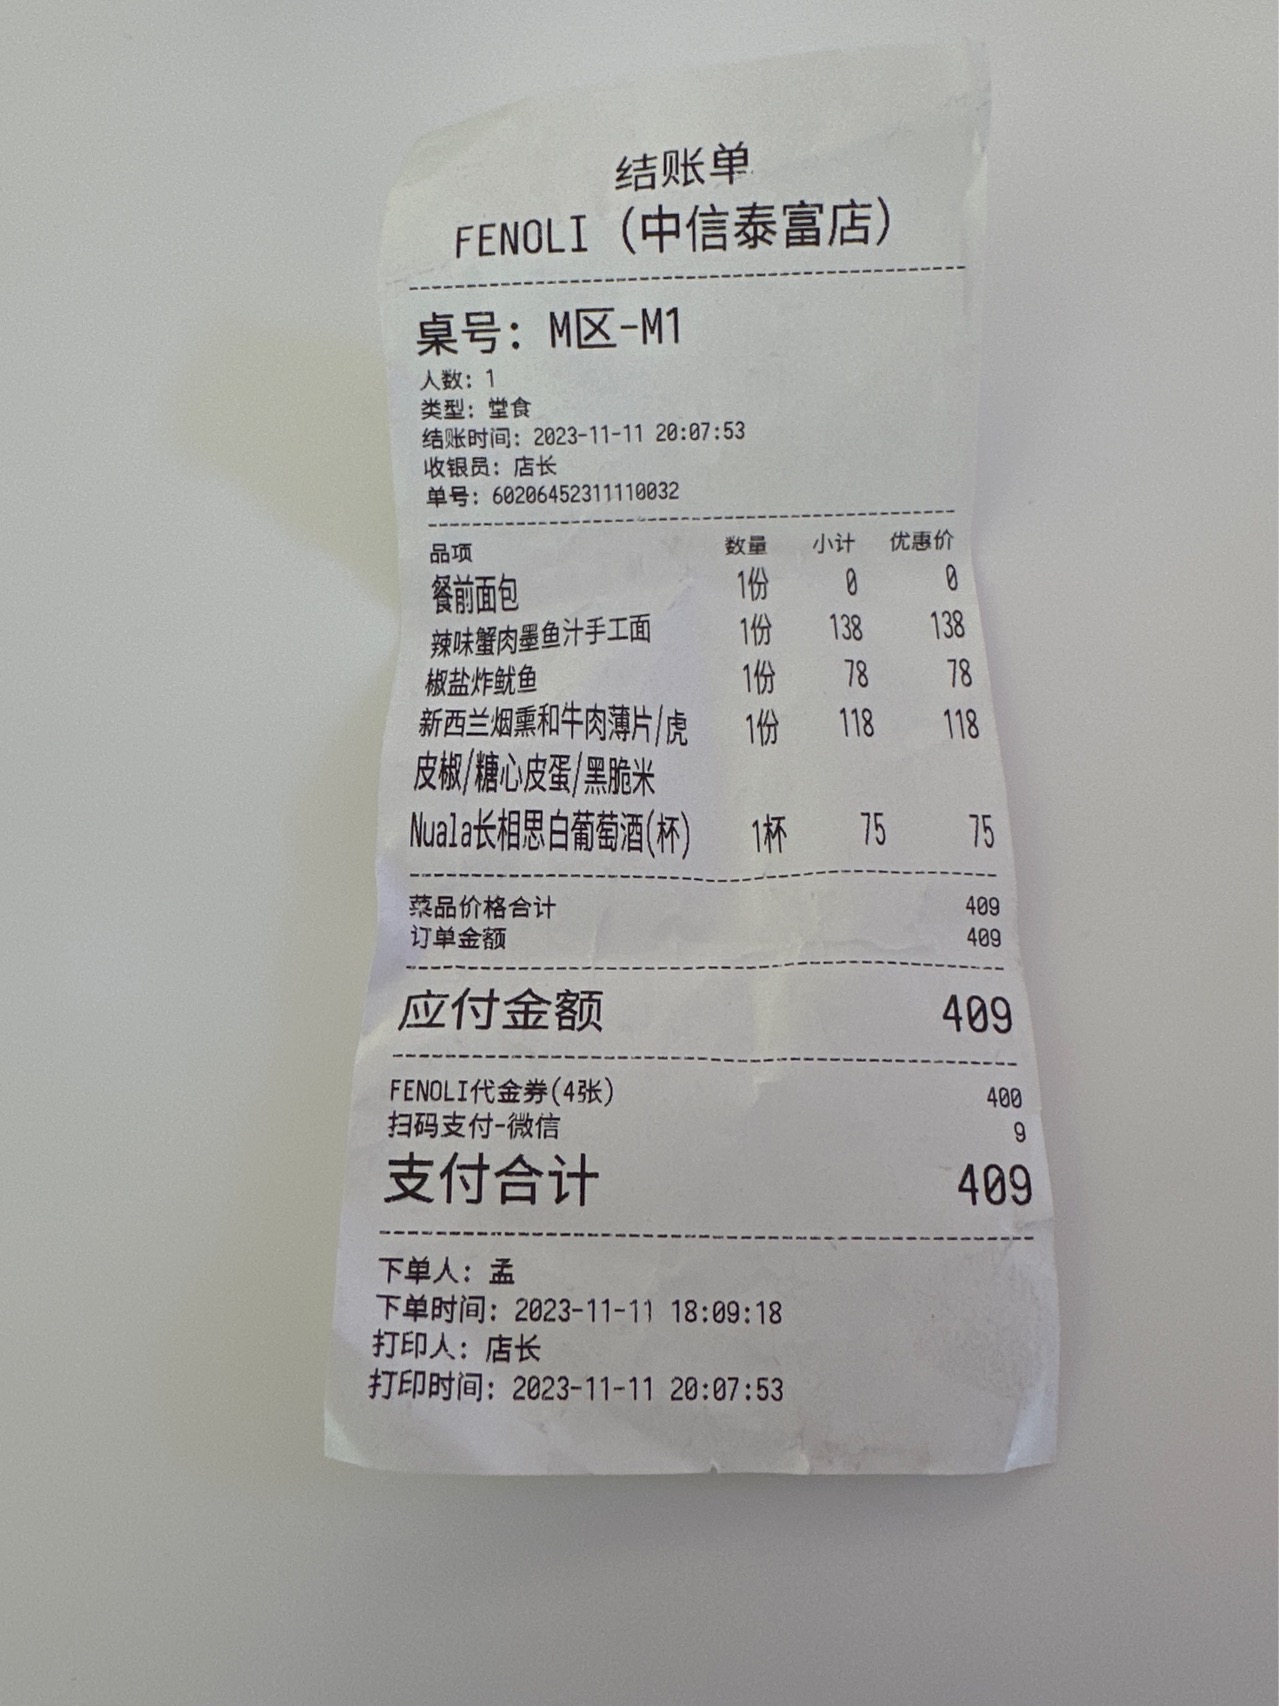 结账单
FENOLI（中信泰富店）
桌号：M区-M1
人数：1
类型：堂食
结账时间：2023-11-11 20:07:53
收银员：店长
单号：60206452311110032
品项 数量 小计 优惠价
餐前面包 1份 0 0
辣味蟹肉墨鱼汁手工面 1份 138 138
椒盐炸鱿鱼 1份 78 78
新西兰烟熏和牛肉薄片/虎 1份 118 118
皮椒/糖心皮蛋/黑脆米
Nuala长相思白葡萄酒(杯) 1杯 75 75
菜品价格合计 409
订单金额 409
应付金额 409
FENOLI代金券(4张) 400
扫码支付-微信 9
支付合计 409
下单人：孟
下单时间：2023-11-11 18:09:18
打印人：店长
打印时间：2023-11-11 20:07:53